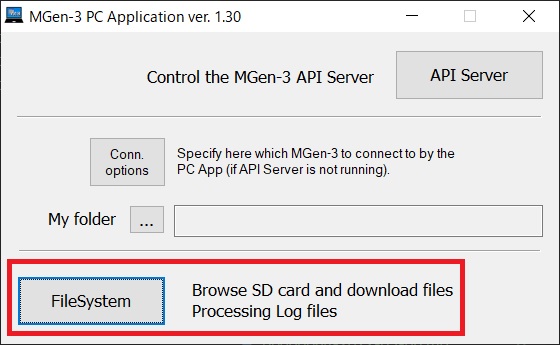 MGen-3 PC Application ver. 1.30
Control the MGen-3 API Server
API Server
Conn.
options
Specify here which MGen-3 to connect to by the
PC App (if API Server is not running).
My folder
...
FileSystem
Browse SD card and download files
Processing Log files